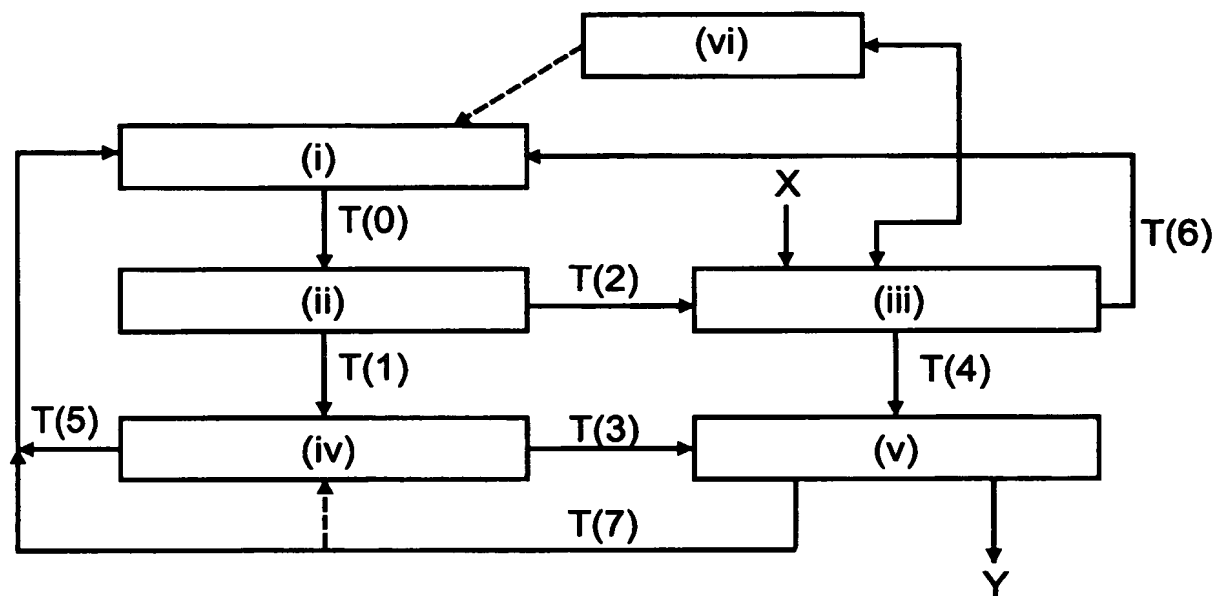 (vi)
(i)
X
T(0)
T(6)
(ii)
T(2)
(iii)
T(1)
T(4)
T(5)
(iv)
T(3)
(v)
T(7)
Y